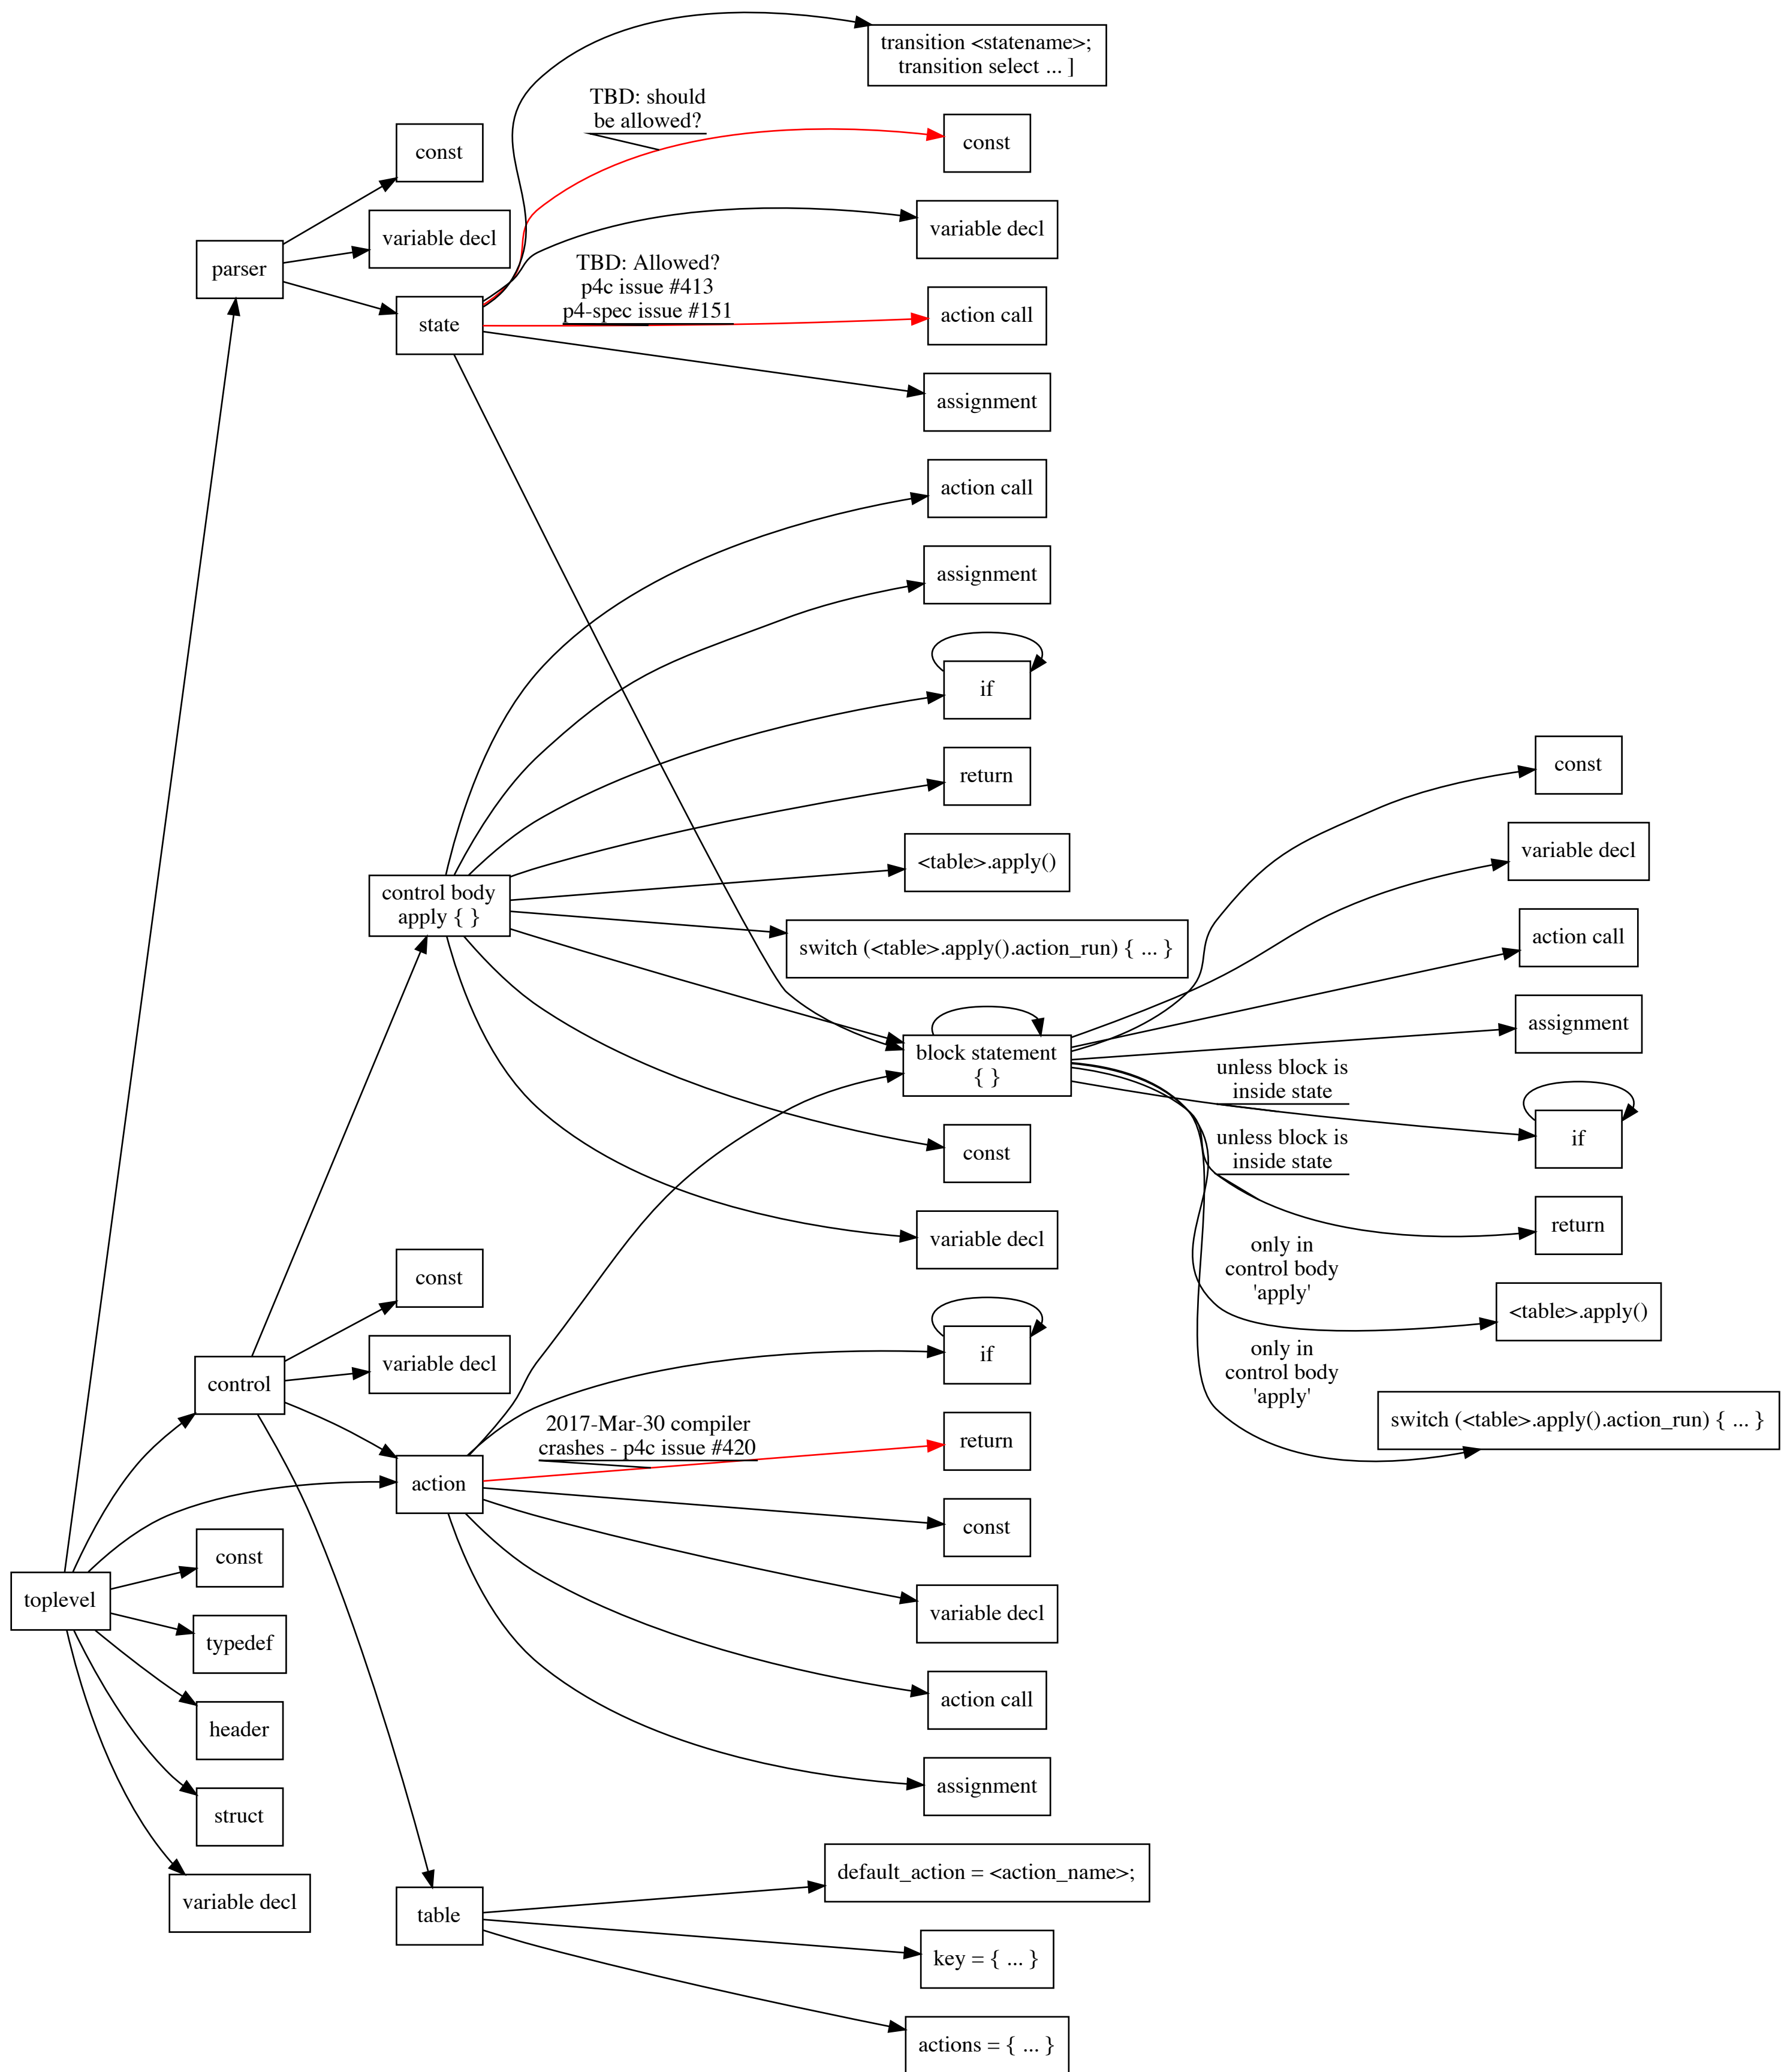 transition <statename>;
transition select ... ]
TBD: should
be allowed?
const
const
variable decl
variable decl
parser
TBD: Allowed?
p4c issue #413
p4-spec issue #151
action call
state
assignment
action call
assignment
if
return
const
<table>.apply()
variable decl
control body
apply { }
switch (<table>.apply().action_run) { ... }
action call
block statement
{ }
assignment
unless block is
inside state
if
const
unless block is
inside state
return
variable decl
only in
control body
'apply'
<table>.apply()
const
if
variable decl
control
only in
control body
'apply'
switch (<table>.apply().action_run) { ... }
2017-Mar-30 compiler
crashes - p4c issue #420
return
action
const
const
toplevel
variable decl
typedef
action call
header
assignment
struct
default_action = <action_name>;
variable decl
table
key = { ... }
actions = { ... }